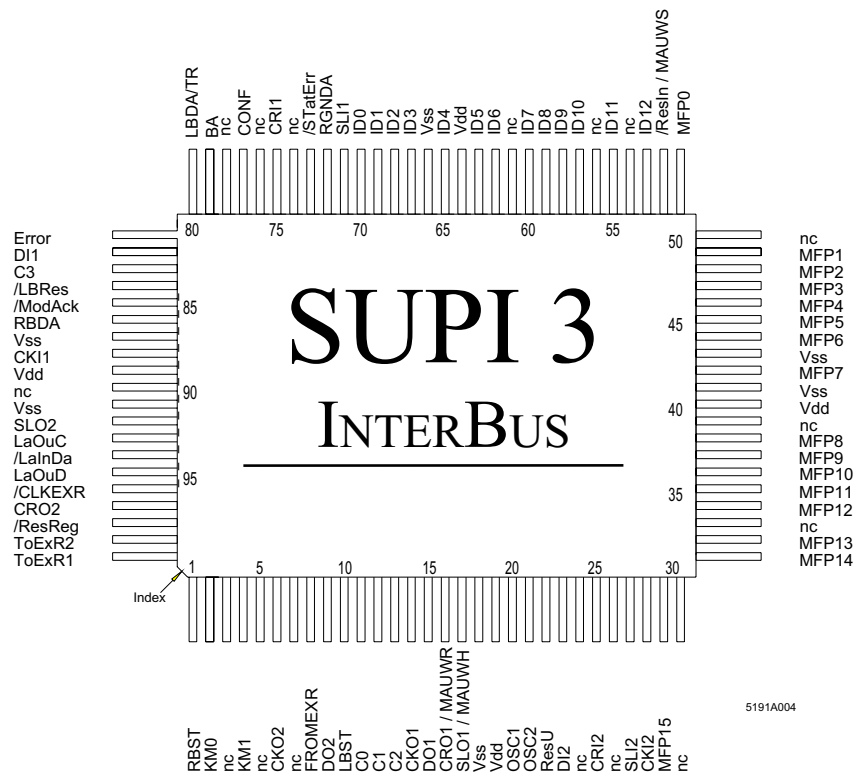 LBDA/TR
BA
nc
CONF
nc
CRI1
nc
/STatErr
RGNDA
SLI1
ID0
ID1
ID2
ID3
Vss
ID4
Vdd
ID5
ID6
nc
ID7
ID8
ID9
ID10
nc
ID11
nc
ID12
/ResIn / MAUWS
MFP0
80 75 70 65 60 55 50
Error
DI1
C3
/LBRes
/ModAck
RBDA
Vss
CKI1
Vdd
nc
Vss
SLO2
LaOuC
/LaInDa
LaOuD
/CLKEXR
CRO2
/ResReg
ToExR2
ToExR1
85
90
95
SUPI 3
INTERBUS
45
40
35
nc
MFP1
MFP2
MFP3
MFP4
MFP5
MFP6
Vss
MFP7
Vss
Vdd
nc
MFP8
MFP9
MFP10
MFP11
MFP12
nc
MFP13
MFP14
1 5 10 15 20 25 30
Index
RBST
KM0
nc
KM1
nc
CKO2
nc
FROMEXR
DO2
LBST
C0
C1
C2
CKO1
DO1
CRO1 / MAUWR
SLO1 / MAUWH
Vss
Vdd
OSC1
OSC2
ResU
DI2
nc
CRI2
nc
SLI2
CKI2
MFP15
nc
5191A004